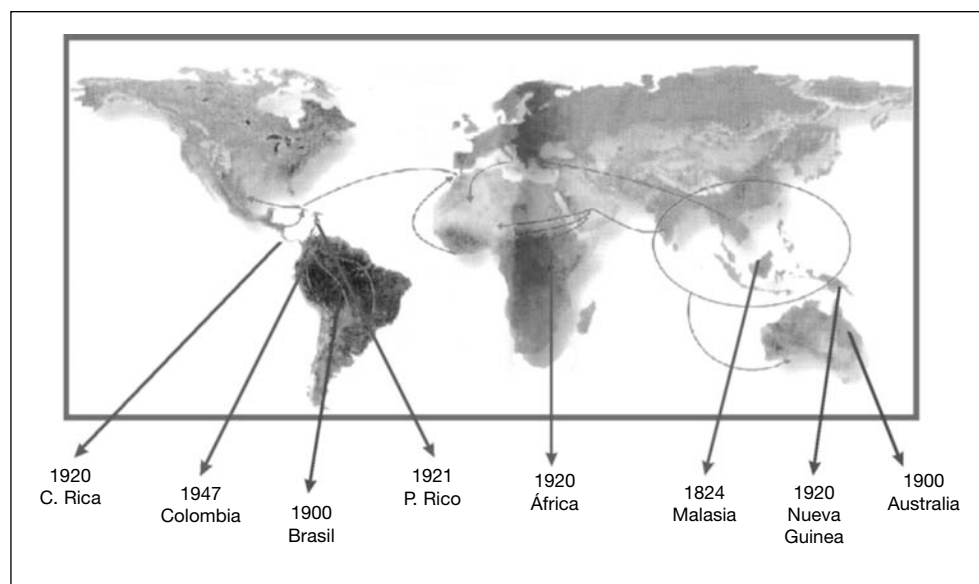 1920
C. Rica
1947
Colombia
1900
Brasil
1921
P. Rico
1920
África
1824
Malasia
1920
Nueva
Guinea
1900
Australia